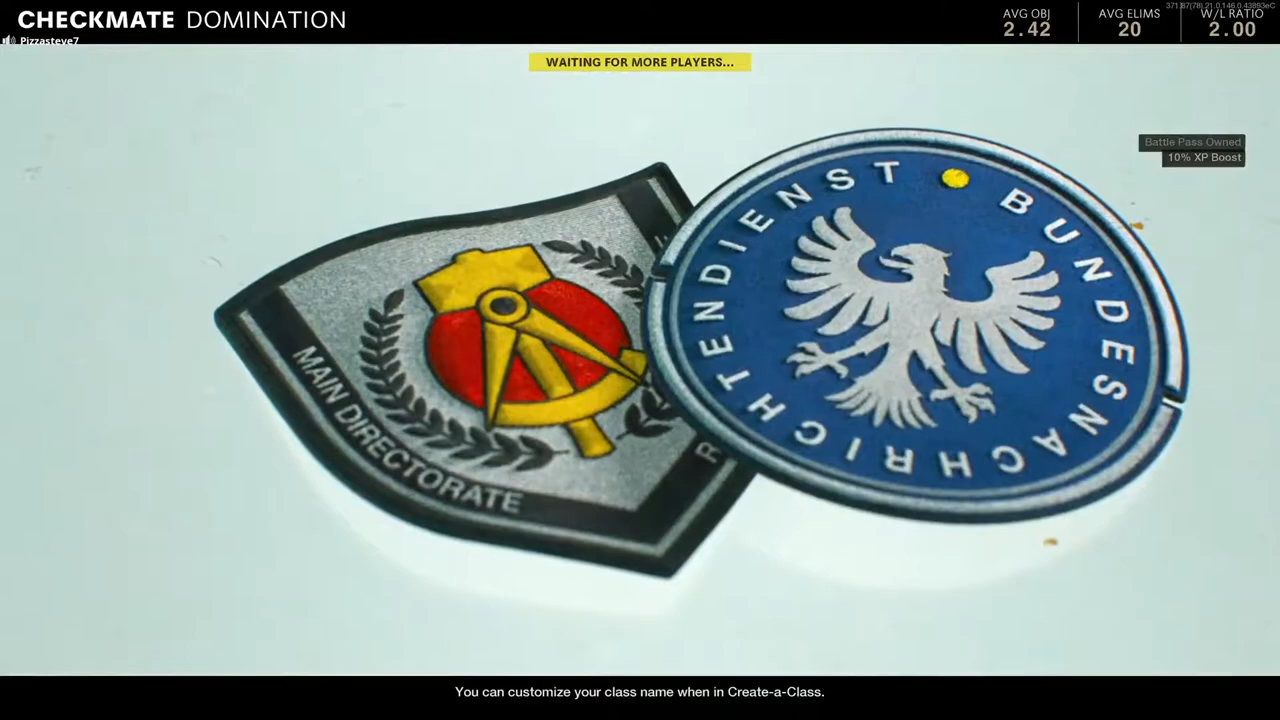 CHECKMATE DOMINATION
Pizzasteve7
AVG OBJ
2.42
AVG ELIMS
20
W/L RATIO
2.00
WAITING FOR MORE PLAYERS...
Battle Pass Owned
10% XP Boost
BUNDESNACHRICHTENDIENST
MAIN DIRECTORATE
R
You can customize your class name when in Create-a-Class.